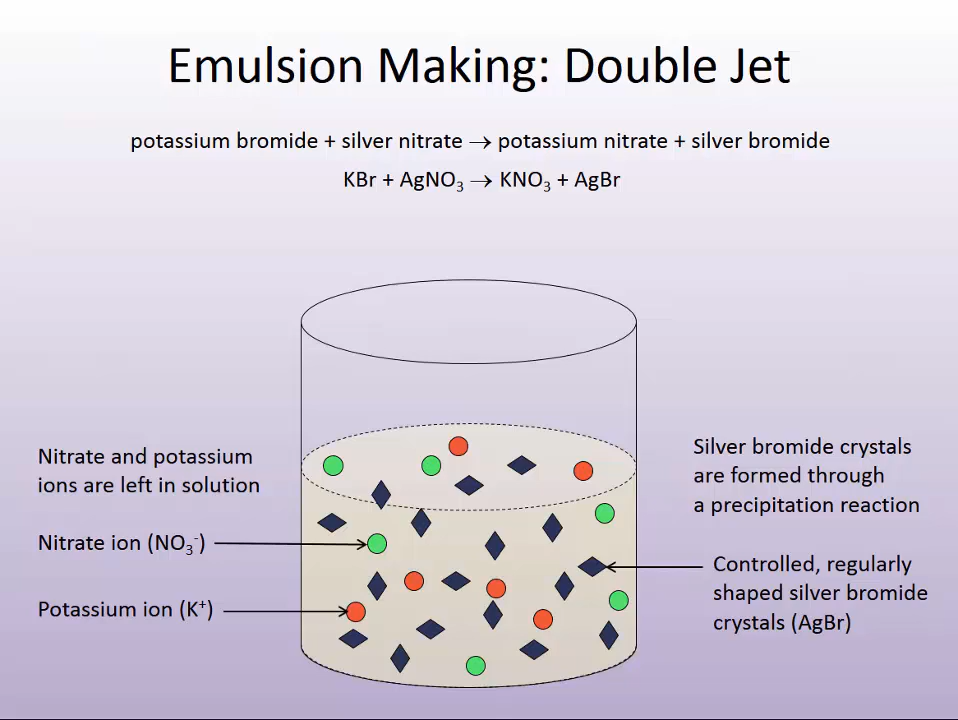 Emulsion Making: Double Jet
potassium bromide + silver nitrate → potassium nitrate + silver bromide
KBr + AgNO₃ → KNO₃ + AgBr
Nitrate and potassium
ions are left in solution
Nitrate ion (NO₃⁻)
Potassium ion (K⁺)
Silver bromide crystals
are formed through
a precipitation reaction
Controlled, regularly
shaped silver bromide
crystals (AgBr)